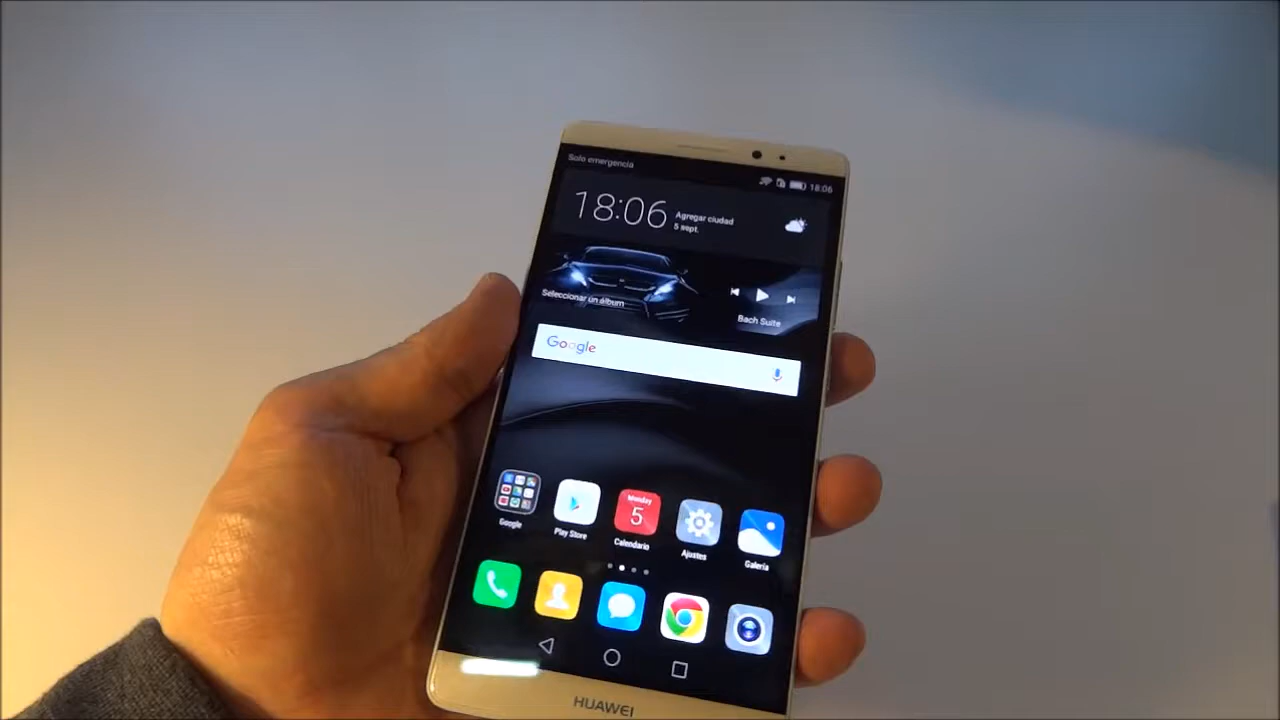 Solo emergencia
18:06
18:06
Agregar ciudad
5 sept.
Seleccionar un álbum
Bach Suite
Google
Monday
5
Google
Play Store
Calendario
Ajustes
Galería
HUAWEI